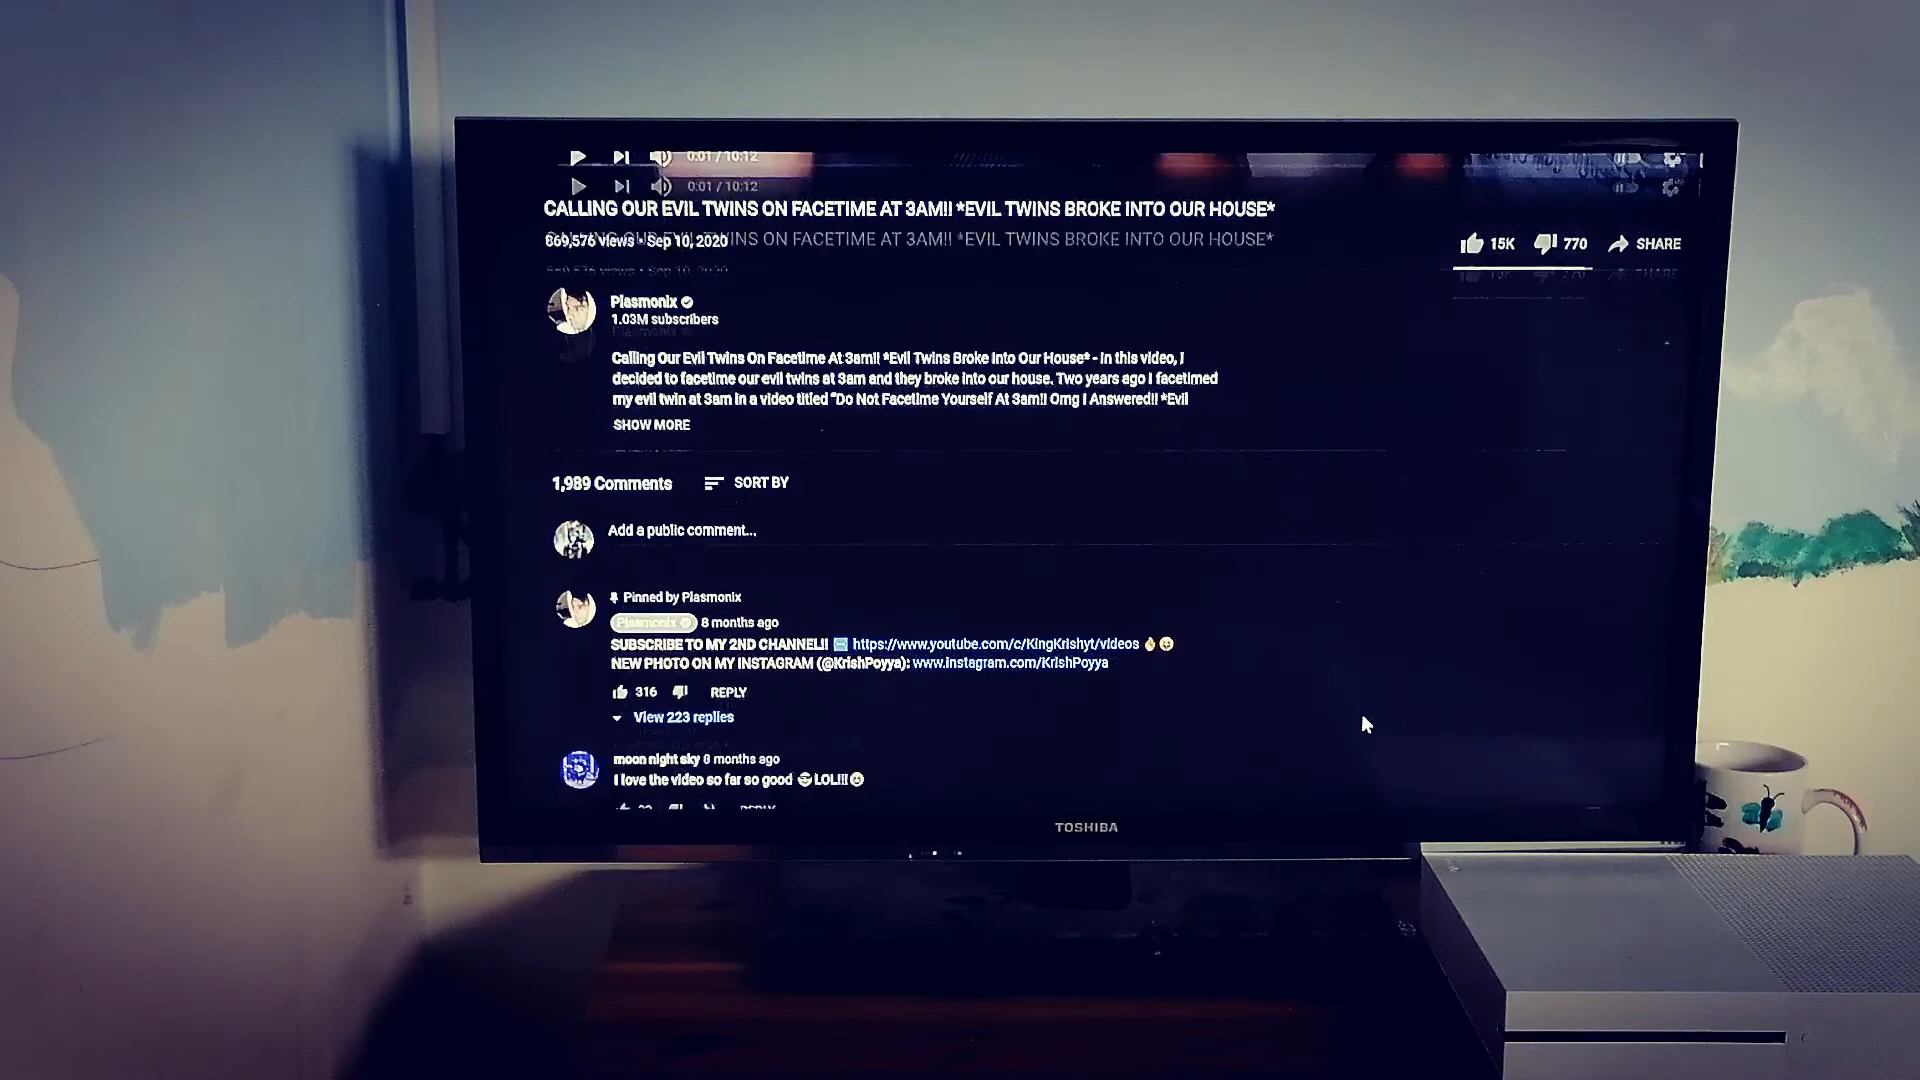 0:01 / 10:12
0:01 / 10:12
CALLING OUR EVIL TWINS ON FACETIME AT 3AM!! *EVIL TWINS BROKE INTO OUR HOUSE*
869,576 views • Sep 10, 2020
15K 770 SHARE
Plasmonix
1.03M subscribers
Calling Our Evil Twins On Facetime At 3am!! *Evil Twins Broke Into Our House* - In this video, I
decided to facetime our evil twins at 3am and they broke into our house. Two years ago I facetimed
my evil twin at 3am in a video titled "Do Not Facetime Yourself At 3am!! Omg I Answered!! *Evil
SHOW MORE
1,989 Comments SORT BY
Add a public comment...
Pinned by Plasmonix
Plasmonix 8 months ago
SUBSCRIBE TO MY 2ND CHANNEL!! https://www.youtube.com/c/KingKrishyt/videos
NEW PHOTO ON MY INSTAGRAM (@KrishPoyya): www.instagram.com/KrishPoyya
316 REPLY
View 223 replies
moon night sky 8 months ago
I love the video so far so good 😎LOL!!!
REPLY
TOSHIBA